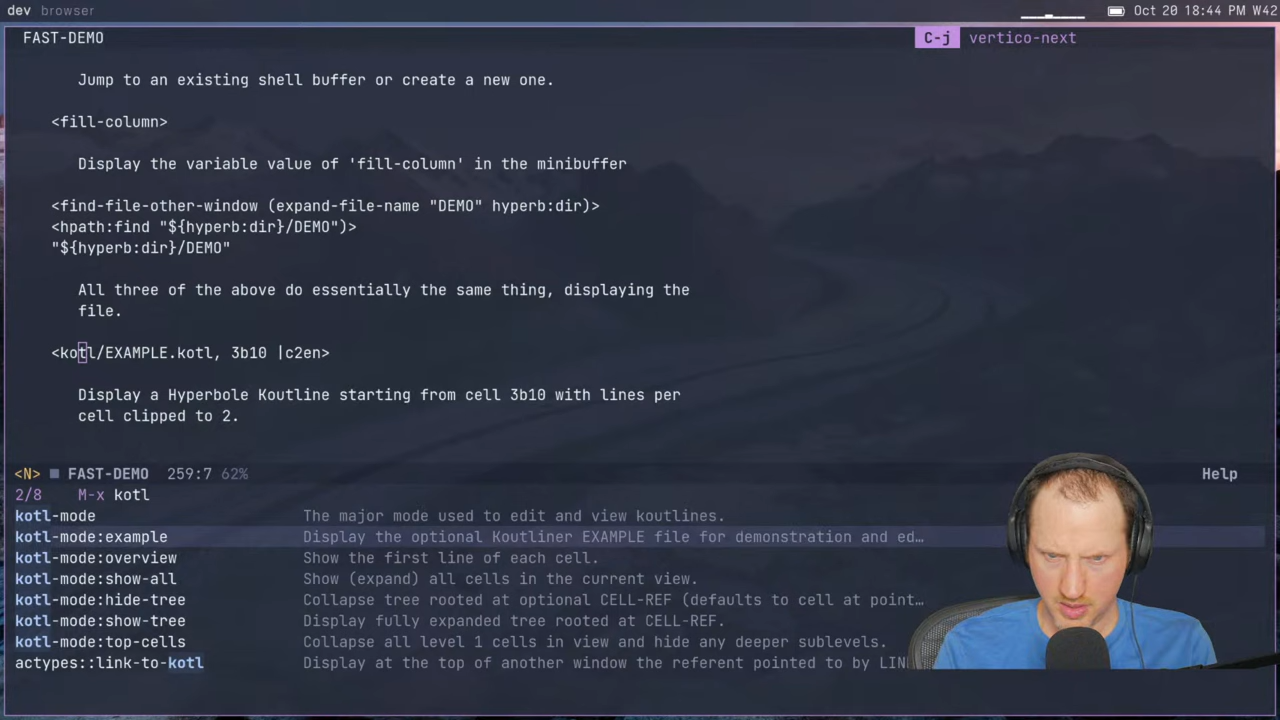 dev browser
Oct 20 18:44 PM W42
FAST-DEMO
C-j vertico-next
Jump to an existing shell buffer or create a new one.
<fill-column>
Display the variable value of 'fill-column' in the minibuffer
<find-file-other-window (expand-file-name "DEMO" hyperb:dir)>
<hpath:find "${hyperb:dir}/DEMO")>
"${hyperb:dir}/DEMO"
All three of the above do essentially the same thing, displaying the
file.
<kotl/EXAMPLE.kotl, 3b10 |c2en>
Display a Hyperbole Koutline starting from cell 3b10 with lines per
cell clipped to 2.
<N> FAST-DEMO 259:7 62% Help
2/8 M-x kotl
kotl-mode The major mode used to edit and view koutlines.
kotl-mode:example Display the optional Koutliner EXAMPLE file for demonstration and ed…
kotl-mode:overview Show the first line of each cell.
kotl-mode:show-all Show (expand) all cells in the current view.
kotl-mode:hide-tree Collapse tree rooted at optional CELL-REF (defaults to cell at point…
kotl-mode:show-tree Display fully expanded tree rooted at CELL-REF.
kotl-mode:top-cells Collapse all level 1 cells in view and hide any deeper sublevels.
actypes::link-to-kotl Display at the top of another window the referent pointed to by LIN